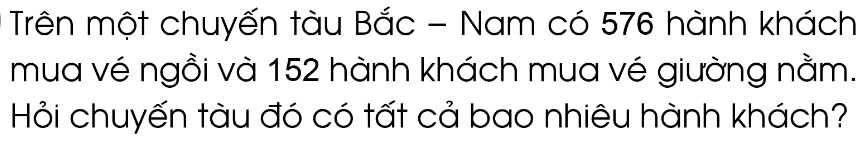 Trên một chuyến tàu Bắc – Nam có 576 hành khách
mua vé ngồi và 152 hành khách mua vé giường nằm.
Hỏi chuyến tàu đó có tất cả bao nhiêu hành khách?